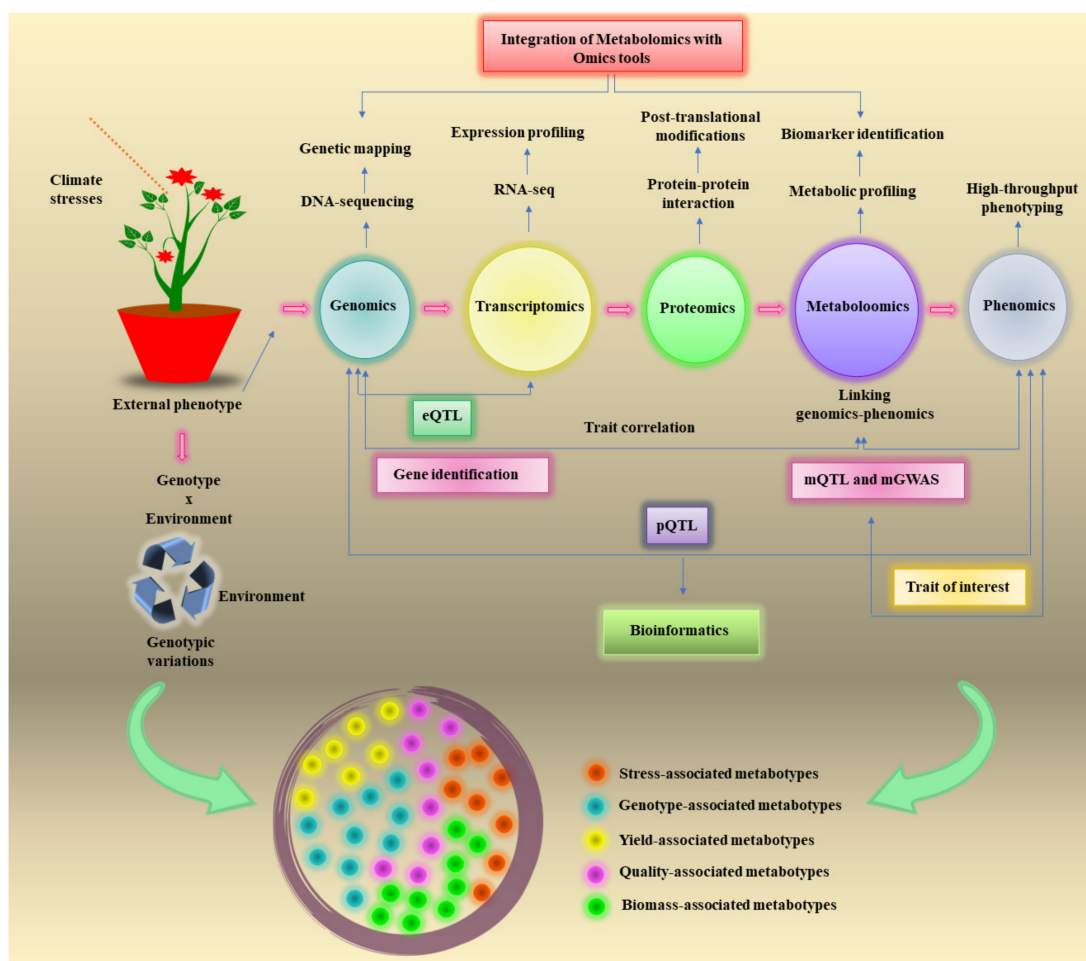 Integration of Metabolomics with
Omics tools
Climate
stresses
Genetic mapping
DNA-sequencing
Expression profiling
RNA-seq
Post-translational
modifications
Protein-protein
interaction
Biomarker identification
Metabolic profiling
High-throughput
phenotyping
Genomics
Transcriptomics
Proteomics
Metaboloomics
Phenomics
External phenotype
eQTL
Linking
genomics-phenomics
Trait correlation
Gene identification
mQTL and mGWAS
Genotype
x
Environment
pQTL
Trait of interest
Environment
Bioinformatics
Genotypic
variations
Stress-associated metabotypes
Genotype-associated metabotypes
Yield-associated metabotypes
Quality-associated metabotypes
Biomass-associated metabotypes